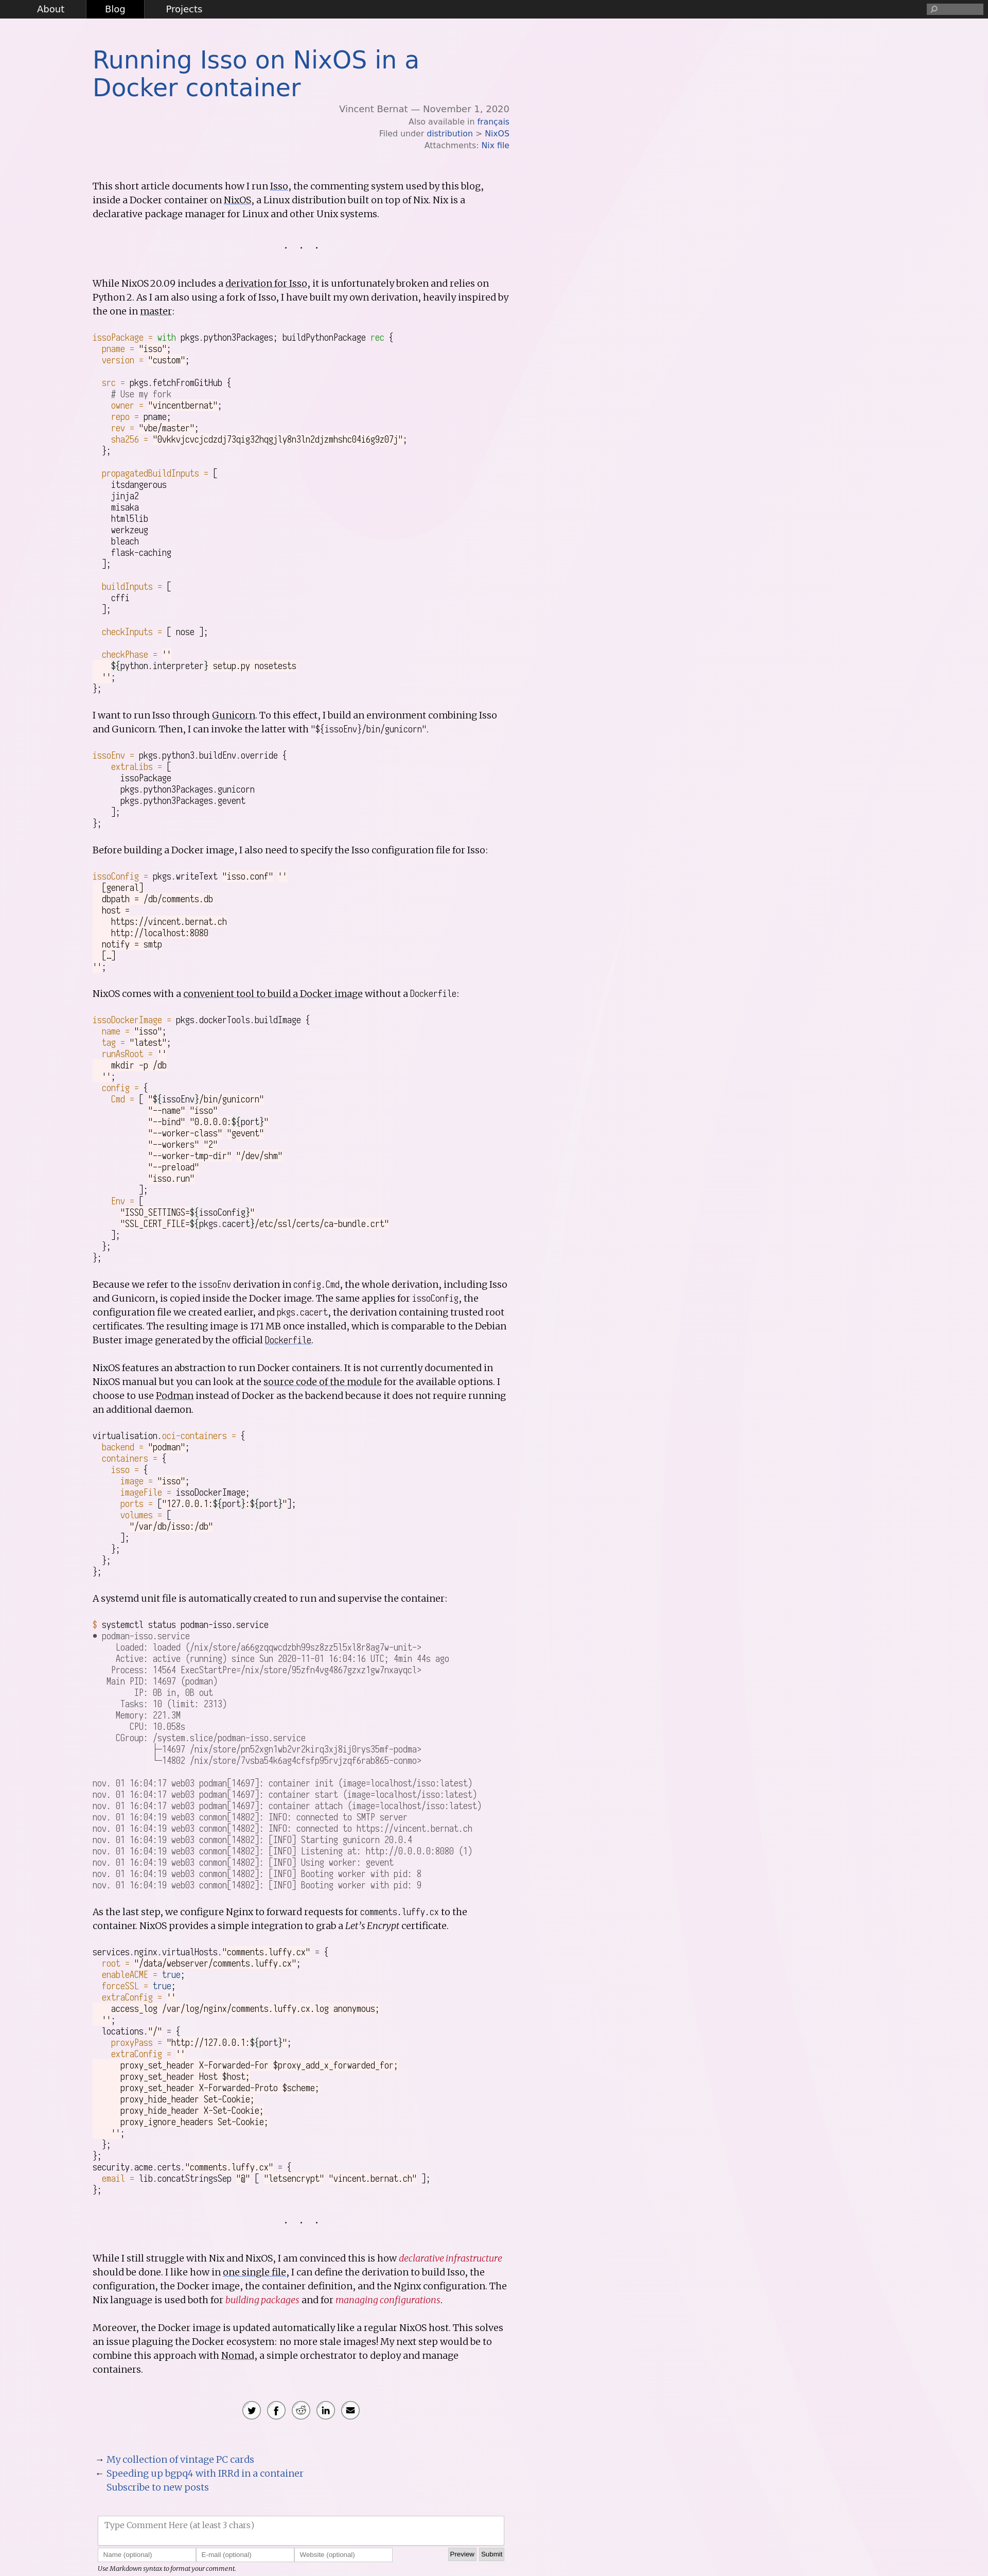 About
Blog
Projects
Running Isso on NixOS in a
Docker container
Vincent Bernat — November 1, 2020
Also available in français
Filed under distribution > NixOS
Attachments: Nix file
This short article documents how I run Isso, the commenting system used by this blog,
inside a Docker container on NixOS, a Linux distribution built on top of Nix. Nix is a
declarative package manager for Linux and other Unix systems.
· · ·
While NixOS 20.09 includes a derivation for Isso, it is unfortunately broken and relies on
Python 2. As I am also using a fork of Isso, I have built my own derivation, heavily inspired by
the one in master:
issoPackage = with pkgs.python3Packages; buildPythonPackage rec {
  pname = "isso";
  version = "custom";
  src = pkgs.fetchFromGitHub {
    # Use my fork
    owner = "vincentbernat";
    repo = pname;
    rev = "vbe/master";
    sha256 = "0vkkvjcvcjcdzdj73qig32hqgjly8n3ln2djzmhshc04i6g9z07j";
  };
  propagatedBuildInputs = [
    itsdangerous
    jinja2
    misaka
    html5lib
    werkzeug
    bleach
    flask-caching
  ];
  buildInputs = [
    cffi
  ];
  checkInputs = [ nose ];
  checkPhase = ''
    ${python.interpreter} setup.py nosetests
  '';
};
I want to run Isso through Gunicorn. To this effect, I build an environment combining Isso
and Gunicorn. Then, I can invoke the latter with "${issoEnv}/bin/gunicorn".
issoEnv = pkgs.python3.buildEnv.override {
    extraLibs = [
      issoPackage
      pkgs.python3Packages.gunicorn
      pkgs.python3Packages.gevent
    ];
};
Before building a Docker image, I also need to specify the Isso configuration file for Isso:
issoConfig = pkgs.writeText "isso.conf" ''
  [general]
  dbpath = /db/comments.db
  host =
    https://vincent.bernat.ch
    http://localhost:8080
  notify = smtp
  […]
'';
NixOS comes with a convenient tool to build a Docker image without a Dockerfile:
issoDockerImage = pkgs.dockerTools.buildImage {
  name = "isso";
  tag = "latest";
  runAsRoot = ''
    mkdir -p /db
  '';
  config = {
    Cmd = [ "${issoEnv}/bin/gunicorn"
            "--name" "isso"
            "--bind" "0.0.0.0:${port}"
            "--worker-class" "gevent"
            "--workers" "2"
            "--worker-tmp-dir" "/dev/shm"
            "--preload"
            "isso.run"
          ];
    Env = [
      "ISSO_SETTINGS=${issoConfig}"
      "SSL_CERT_FILE=${pkgs.cacert}/etc/ssl/certs/ca-bundle.crt"
    ];
  };
};
Because we refer to the issoEnv derivation in config.Cmd, the whole derivation, including Isso
and Gunicorn, is copied inside the Docker image. The same applies for issoConfig, the
configuration file we created earlier, and pkgs.cacert, the derivation containing trusted root
certificates. The resulting image is 171 MB once installed, which is comparable to the Debian
Buster image generated by the official Dockerfile.
NixOS features an abstraction to run Docker containers. It is not currently documented in
NixOS manual but you can look at the source code of the module for the available options. I
choose to use Podman instead of Docker as the backend because it does not require running
an additional daemon.
virtualisation.oci-containers = {
  backend = "podman";
  containers = {
    isso = {
      image = "isso";
      imageFile = issoDockerImage;
      ports = ["127.0.0.1:${port}:${port}"];
      volumes = [
        "/var/db/isso:/db"
      ];
    };
  };
};
A systemd unit file is automatically created to run and supervise the container:
$ systemctl status podman-isso.service
● podman-isso.service
     Loaded: loaded (/nix/store/a66gzqqwcdzbh99sz8zz5l5xl8r8ag7w-unit->
     Active: active (running) since Sun 2020-11-01 16:04:16 UTC; 4min 44s ago
    Process: 14564 ExecStartPre=/nix/store/95zfn4vg4867gzxz1gw7nxayqcl>
   Main PID: 14697 (podman)
         IP: 0B in, 0B out
      Tasks: 10 (limit: 2313)
     Memory: 221.3M
        CPU: 10.058s
     CGroup: /system.slice/podman-isso.service
             ├─14697 /nix/store/pn52xgn1wb2vr2kirq3xj8ij0rys35mf-podma>
             └─14802 /nix/store/7vsba54k6ag4cfsfp95rvjzqf6rab865-conmo>
nov. 01 16:04:17 web03 podman[14697]: container init (image=localhost/isso:latest)
nov. 01 16:04:17 web03 podman[14697]: container start (image=localhost/isso:latest)
nov. 01 16:04:17 web03 podman[14697]: container attach (image=localhost/isso:latest)
nov. 01 16:04:19 web03 conmon[14802]: INFO: connected to SMTP server
nov. 01 16:04:19 web03 conmon[14802]: INFO: connected to https://vincent.bernat.ch
nov. 01 16:04:19 web03 conmon[14802]: [INFO] Starting gunicorn 20.0.4
nov. 01 16:04:19 web03 conmon[14802]: [INFO] Listening at: http://0.0.0.0:8080 (1)
nov. 01 16:04:19 web03 conmon[14802]: [INFO] Using worker: gevent
nov. 01 16:04:19 web03 conmon[14802]: [INFO] Booting worker with pid: 8
nov. 01 16:04:19 web03 conmon[14802]: [INFO] Booting worker with pid: 9
As the last step, we configure Nginx to forward requests for comments.luffy.cx to the
container. NixOS provides a simple integration to grab a Let's Encrypt certificate.
services.nginx.virtualHosts."comments.luffy.cx" = {
  root = "/data/webserver/comments.luffy.cx";
  enableACME = true;
  forceSSL = true;
  extraConfig = ''
    access_log /var/log/nginx/comments.luffy.cx.log anonymous;
  '';
  locations."/" = {
    proxyPass = "http://127.0.0.1:${port}";
    extraConfig = ''
      proxy_set_header X-Forwarded-For $proxy_add_x_forwarded_for;
      proxy_set_header Host $host;
      proxy_set_header X-Forwarded-Proto $scheme;
      proxy_hide_header Set-Cookie;
      proxy_hide_header X-Set-Cookie;
      proxy_ignore_headers Set-Cookie;
    '';
  };
};
security.acme.certs."comments.luffy.cx" = {
  email = lib.concatStringsSep "@" [ "letsencrypt" "vincent.bernat.ch" ];
};
· · ·
While I still struggle with Nix and NixOS, I am convinced this is how declarative infrastructure
should be done. I like how in one single file, I can define the derivation to build Isso, the
configuration, the Docker image, the container definition, and the Nginx configuration. The
Nix language is used both for building packages and for managing configurations.
Moreover, the Docker image is updated automatically like a regular NixOS host. This solves
an issue plaguing the Docker ecosystem: no more stale images! My next step would be to
combine this approach with Nomad, a simple orchestrator to deploy and manage
containers.
→ My collection of vintage PC cards
← Speeding up bgpq4 with IRRd in a container
Subscribe to new posts
Type Comment Here (at least 3 chars)
Name (optional)
E-mail (optional)
Website (optional)
Preview
Submit
Use Markdown syntax to format your comment.